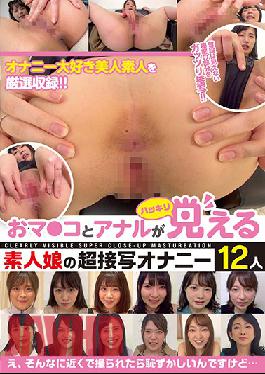 オナニー大好き美人素人を
厳選収録!!
おマ●コとアナルが
ハッキリ
見える
CLEARLY VISIBLE SUPER CLOSE-UP MASTURBATION
素人娘の超接写オナニー12人
え、そんなに近くで撮られたら恥ずかしいんですけど…